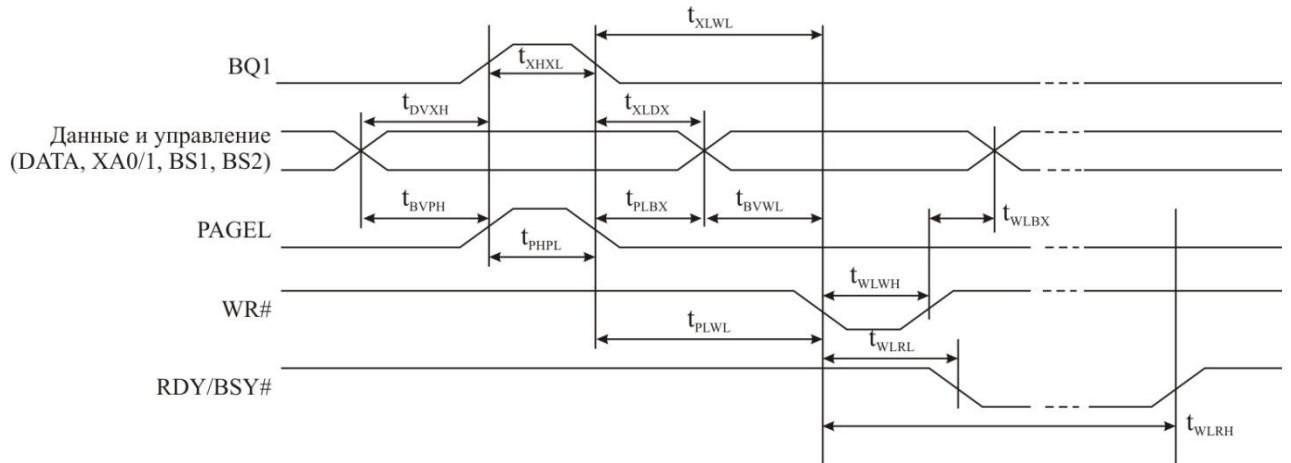 t_XLWL
BQ1
t_XHXL
t_DVXH
t_XLDX
Данные и управление
(DATA, XA0/1, BS1, BS2)
t_BVPH
t_PLBX
t_BVWL
t_WLBX
PAGEL
t_PHPL
t_WLWH
WR#
t_PLWL
t_WLRL
RDY/BSY#
t_WLRH